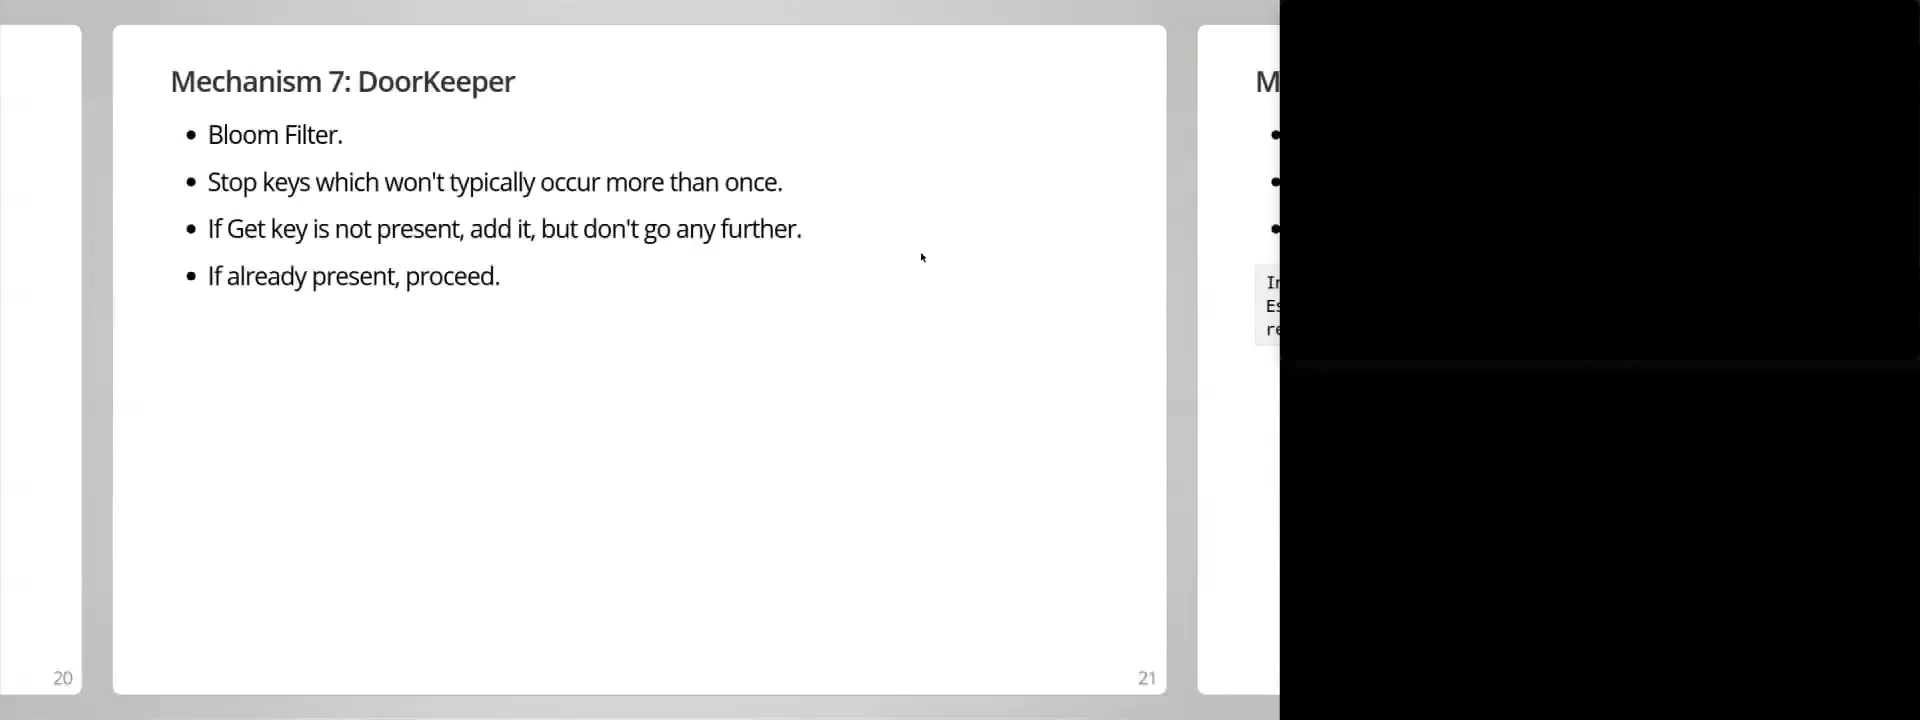 Mechanism 7: DoorKeeper
• Bloom Filter.
• Stop keys which won't typically occur more than once.
• If Get key is not present, add it, but don't go any further.
• If already present, proceed.
20
21
M